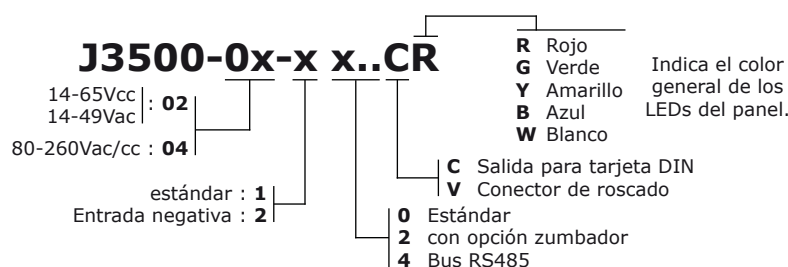 J3500-0x-x x..CR
R Rojo
G Verde
Y Amarillo
B Azul
W Blanco
Indica el color
general de los
LEDs del panel.
14-65Vcc
14-49Vac
: 02
80-260Vac/cc : 04
estándar : 1
Entrada negativa : 2
C Salida para tarjeta DIN
V Conector de roscado
0 Estándar
2 con opción zumbador
4 Bus RS485